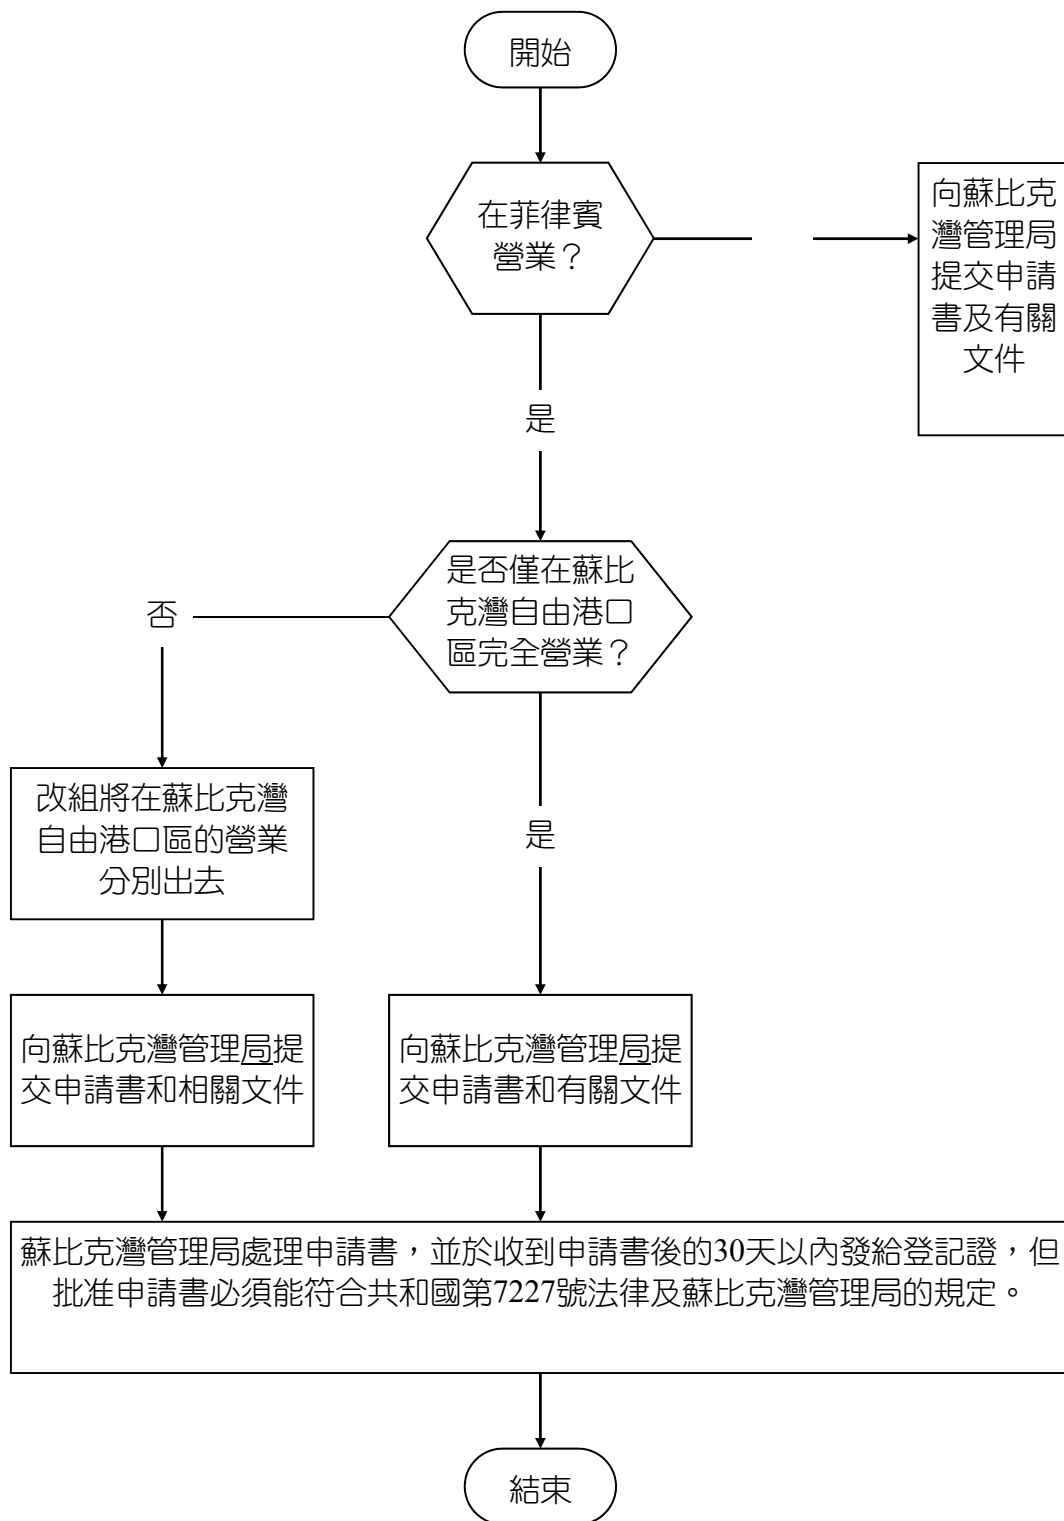 開始
在菲律賓
營業？
向蘇比克
灣管理局
提交申請
書及有關
文件
是
是否僅在蘇比
克灣自由港口
區完全營業？
否
改組將在蘇比克灣
自由港口區的營業
分別出去
是
向蘇比克灣管理局提
交申請書和相關文件
向蘇比克灣管理局提
交申請書和有關文件
蘇比克灣管理局處理申請書，並於收到申請書後的30天以內發給登記證，但
批准申請書必須能符合共和國第7227號法律及蘇比克灣管理局的規定。
結束